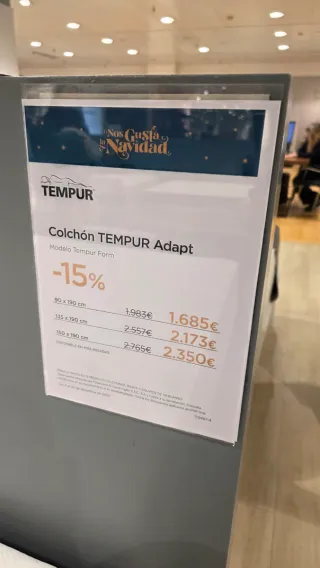 Nos Gusta
la Navidad
TEMPUR
Colchón TEMPUR Adapt
Modelo Tempur Form
-15%
90 x 190 cm 1.983€ 1.685€
135 x 190 cm 2.557€ 2.173€
150 x 190 cm 2.765€ 2.350€